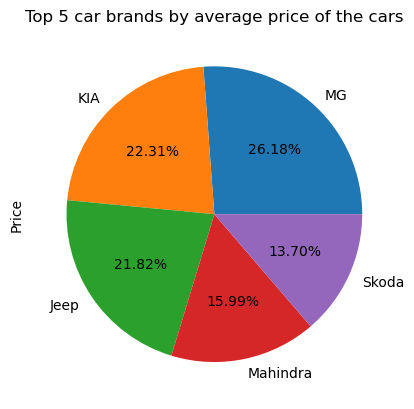 Top 5 car brands by average price of the cars
KIA
MG
22.31%
26.18%
Price
21.82%
13.70%
15.99%
Skoda
Jeep
Mahindra